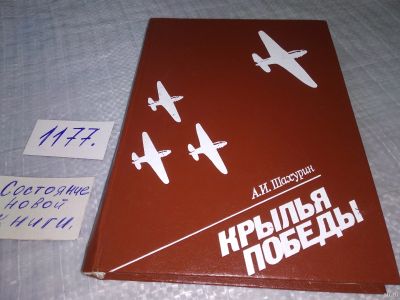 1177.
Состояние
новой
книги.
А.И. Шахурин
КРЫЛЬЯ
ПОБЕДЫ